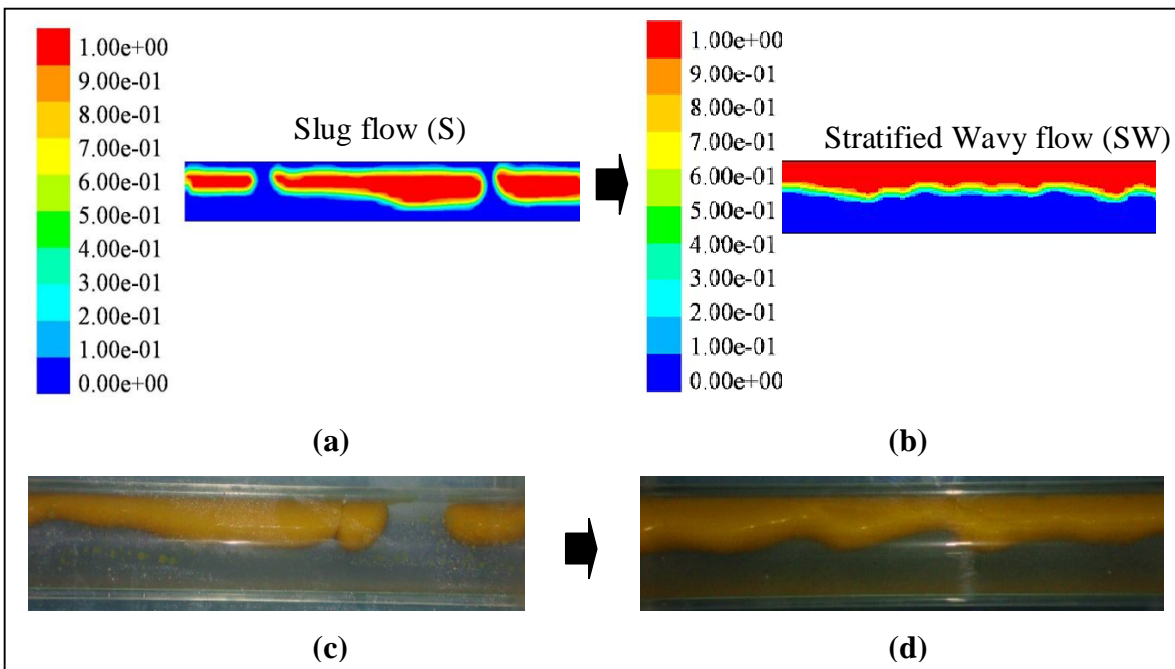 1.00e+00
9.00e-01
8.00e-01
7.00e-01
6.00e-01
5.00e-01
4.00e-01
3.00e-01
2.00e-01
1.00e-01
0.00e+00
Slug flow (S)
(a)
1.00e+00
9.00e-01
8.00e-01
7.00e-01
6.00e-01
5.00e-01
4.00e-01
3.00e-01
2.00e-01
1.00e-01
0.00e+00
Stratified Wavy flow (SW)
(b)
(c)
(d)